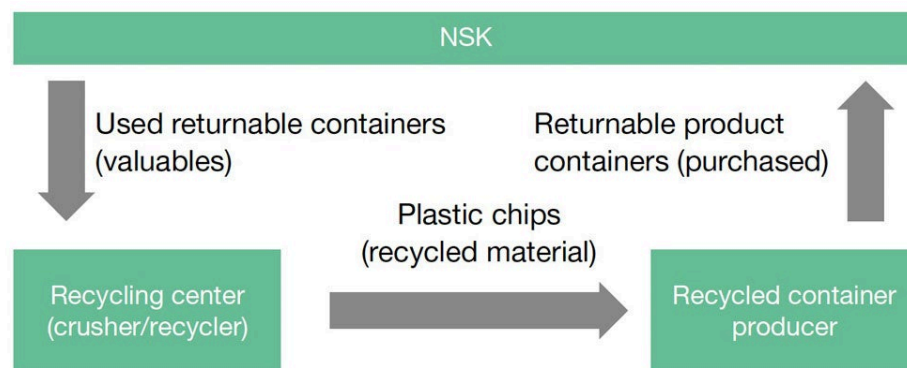 NSK
Used returnable containers
(valuables)
Returnable product
containers (purchased)
Plastic chips
(recycled material)
Recycling center
(crusher/recycler)
Recycled container
producer